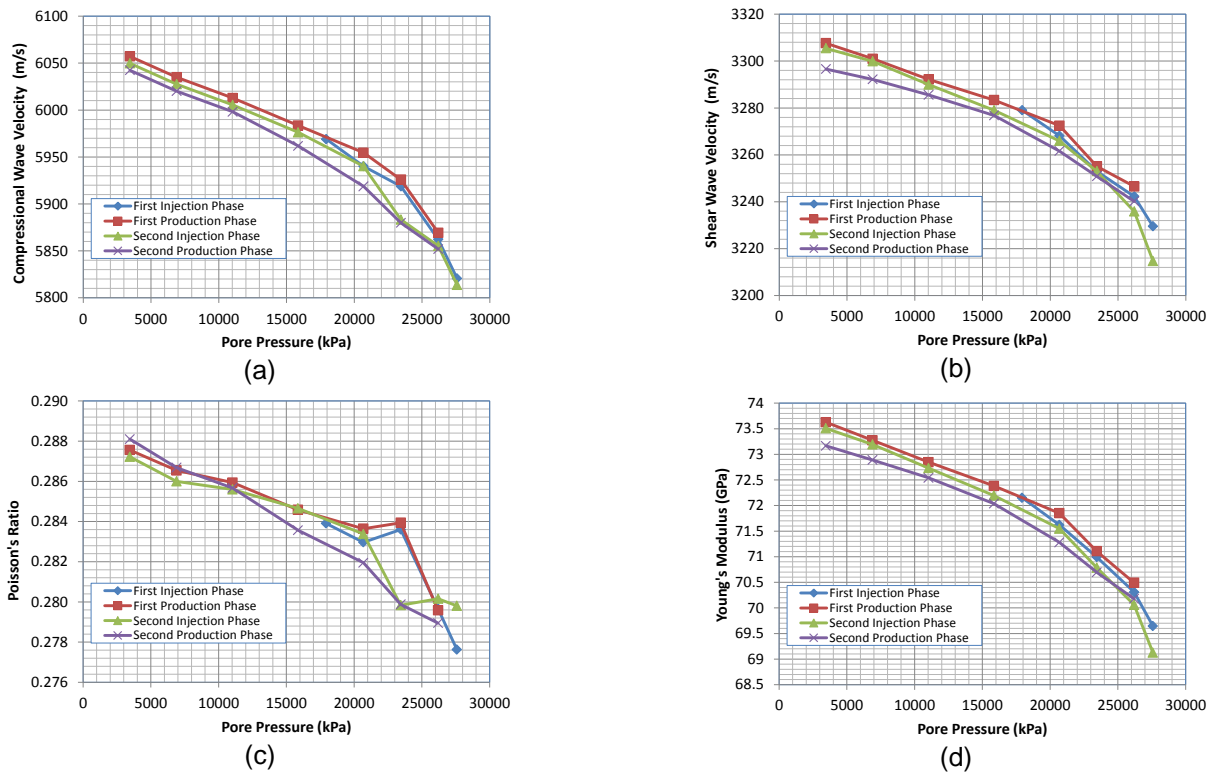 Compressional Wave Velocity (m/s)
6100
6050
6000
5950
5900
5850
5800
First Injection Phase
First Production Phase
Second Injection Phase
Second Production Phase
0 5000 10000 15000 20000 25000 30000
Pore Pressure (kPa)
(a)
Shear Wave Velocity (m/s)
3320
3300
3280
3260
3240
3220
3200
First Injection Phase
First Production Phase
Second Injection Phase
Second Production Phase
0 5000 10000 15000 20000 25000 30000
Pore Pressure (kPa)
(b)
Poisson's Ratio
0.290
0.288
0.286
0.284
0.282
0.280
0.278
0.276
First Injection Phase
First Production Phase
Second Injection Phase
Second Production Phase
0 5000 10000 15000 20000 25000 30000
Pore Pressure (kPa)
(c)
Young's Modulus (GPa)
74
73.5
73
72.5
72
71.5
71
70.5
70
69.5
69
68.5
First Injection Phase
First Production Phase
Second Injection Phase
Second Production Phase
0 5000 10000 15000 20000 25000 30000
Pore Pressure (kPa)
(d)